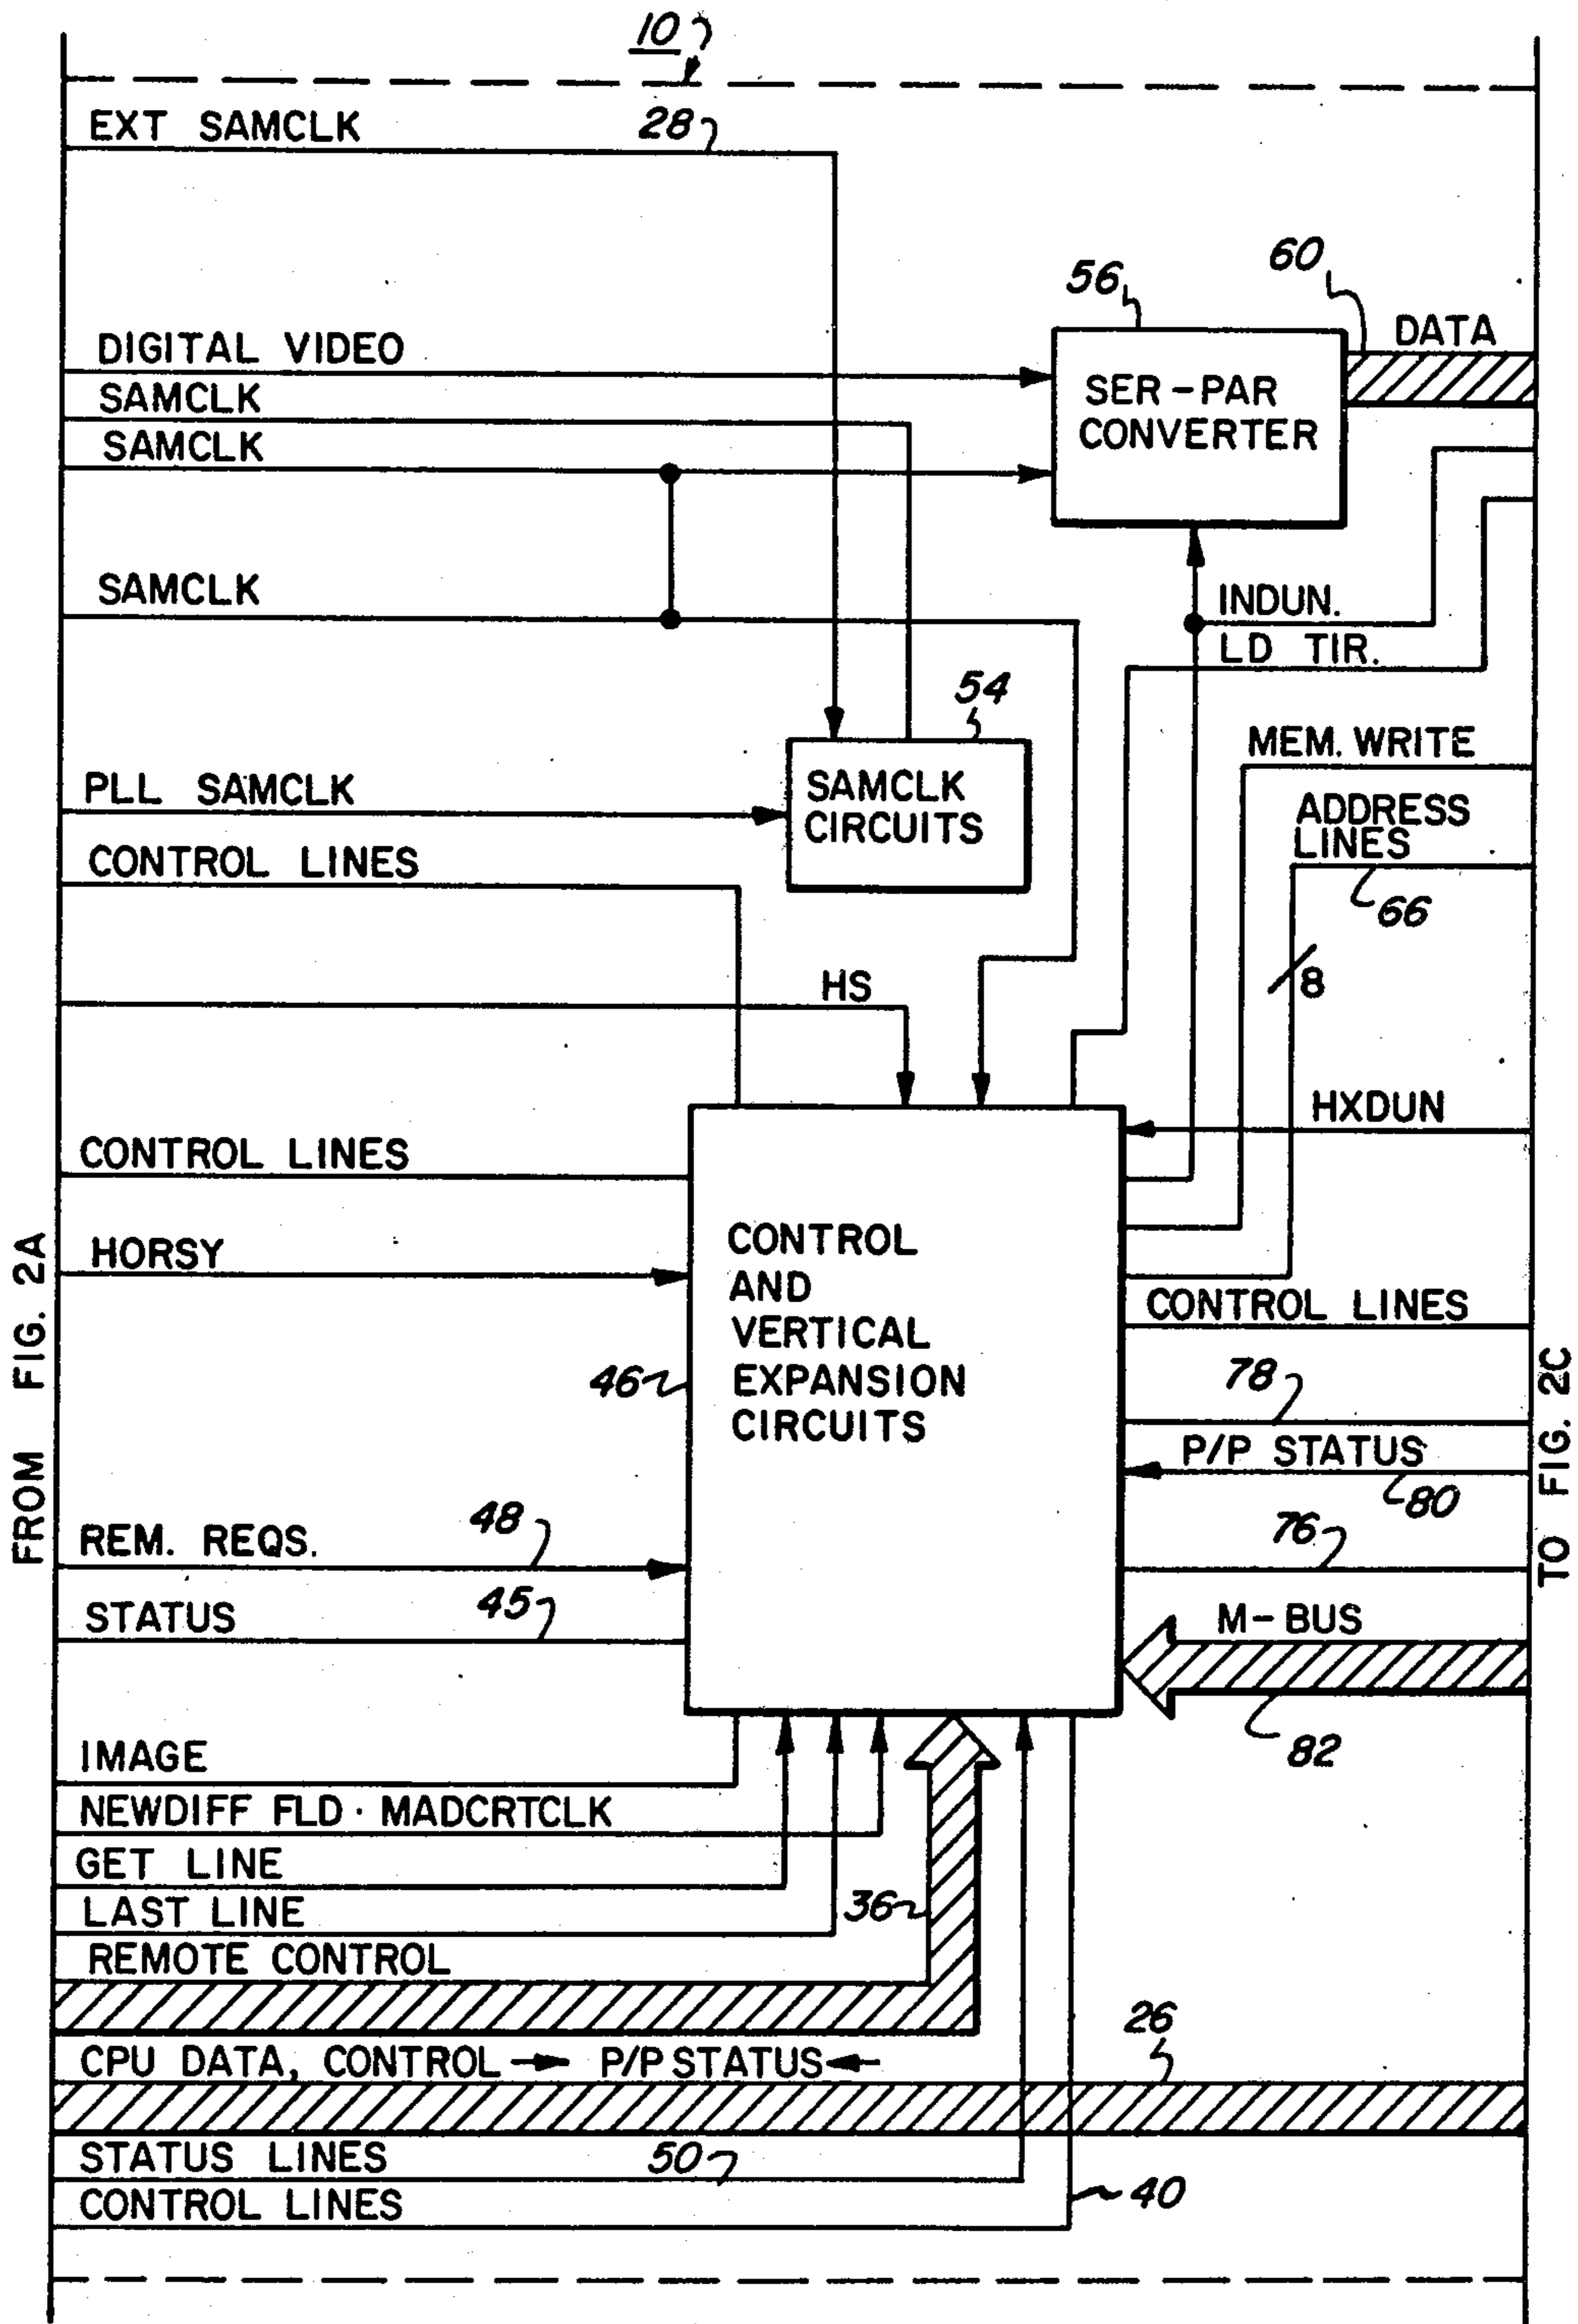 10
EXT SAMCLK
28
56
60
DATA
DIGITAL VIDEO
SAMCLK
SAMCLK
SER-PAR
CONVERTER
SAMCLK
INDUN.
LD TIR.
54
MEM. WRITE
PLL SAMCLK
SAMCLK
CIRCUITS
ADDRESS
LINES
66
CONTROL LINES
8
HS
HXDUN
CONTROL LINES
HORSY
CONTROL
AND
VERTICAL
EXPANSION
CIRCUITS
46
CONTROL LINES
78
P/P STATUS
80
FROM FIG. 2A
TO FIG. 2C
REM. REQS.
48
76
STATUS
45
M-BUS
82
IMAGE
NEWDIFF FLD · MADCRTCLK
GET LINE
LAST LINE
36
REMOTE CONTROL
26
CPU DATA, CONTROL → P/P STATUS ←
STATUS LINES
50
CONTROL LINES
40